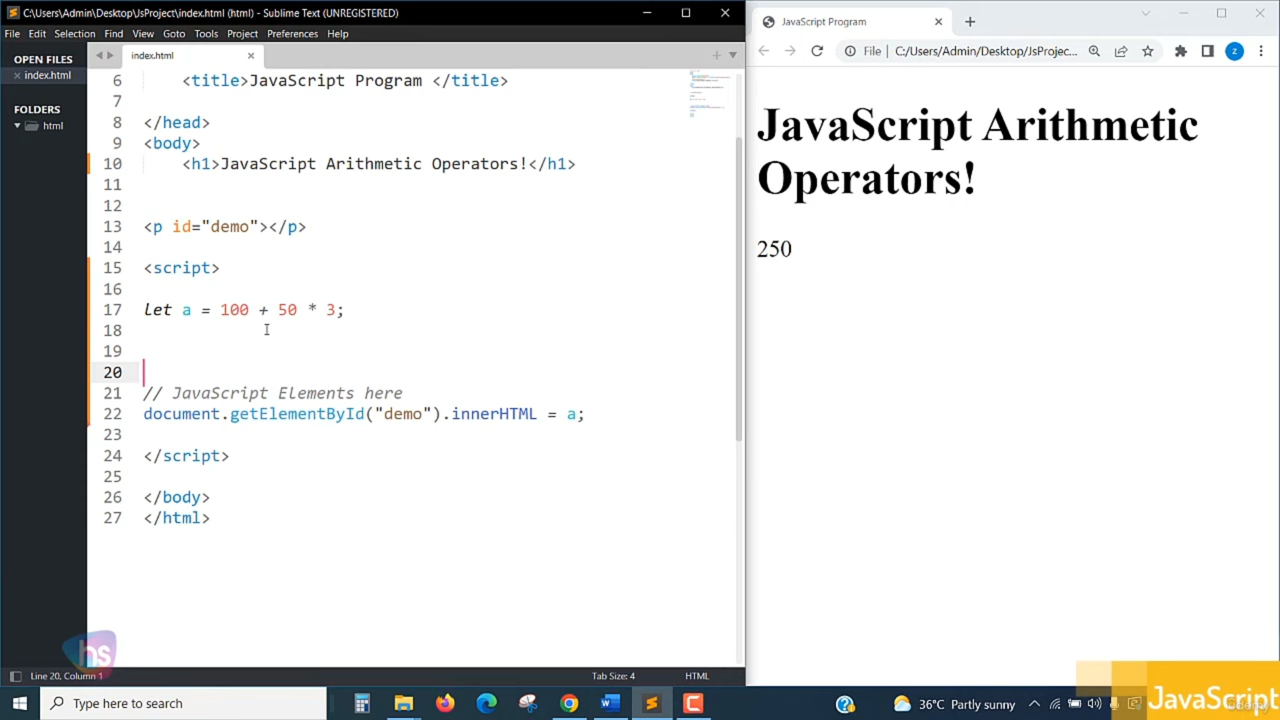 C:\Users\Admin\Desktop\JsProject\index.html (html) - Sublime Text (UNREGISTERED)
File Edit Selection Find View Goto Tools Project Preferences Help
OPEN FILES
index.html
FOLDERS
html
index.html
6 <title>JavaScript Program </title>
7
8 </head>
9 <body>
10 <h1>JavaScript Arithmetic Operators!</h1>
11
12
13 <p id="demo"></p>
14
15 <script>
16
17 let a = 100 + 50 * 3;
18
19
20
21 // JavaScript Elements here
22 document.getElementById("demo").innerHTML = a;
23
24 </script>
25
26 </body>
27 </html>
hs
Line 20, Column 1
Tab Size: 4
HTML
JavaScript Program
File C:/Users/Admin/Desktop/JsProjec...
z
JavaScript Arithmetic
Operators!
250
Type here to search
36°C Partly sunny
JavaScript